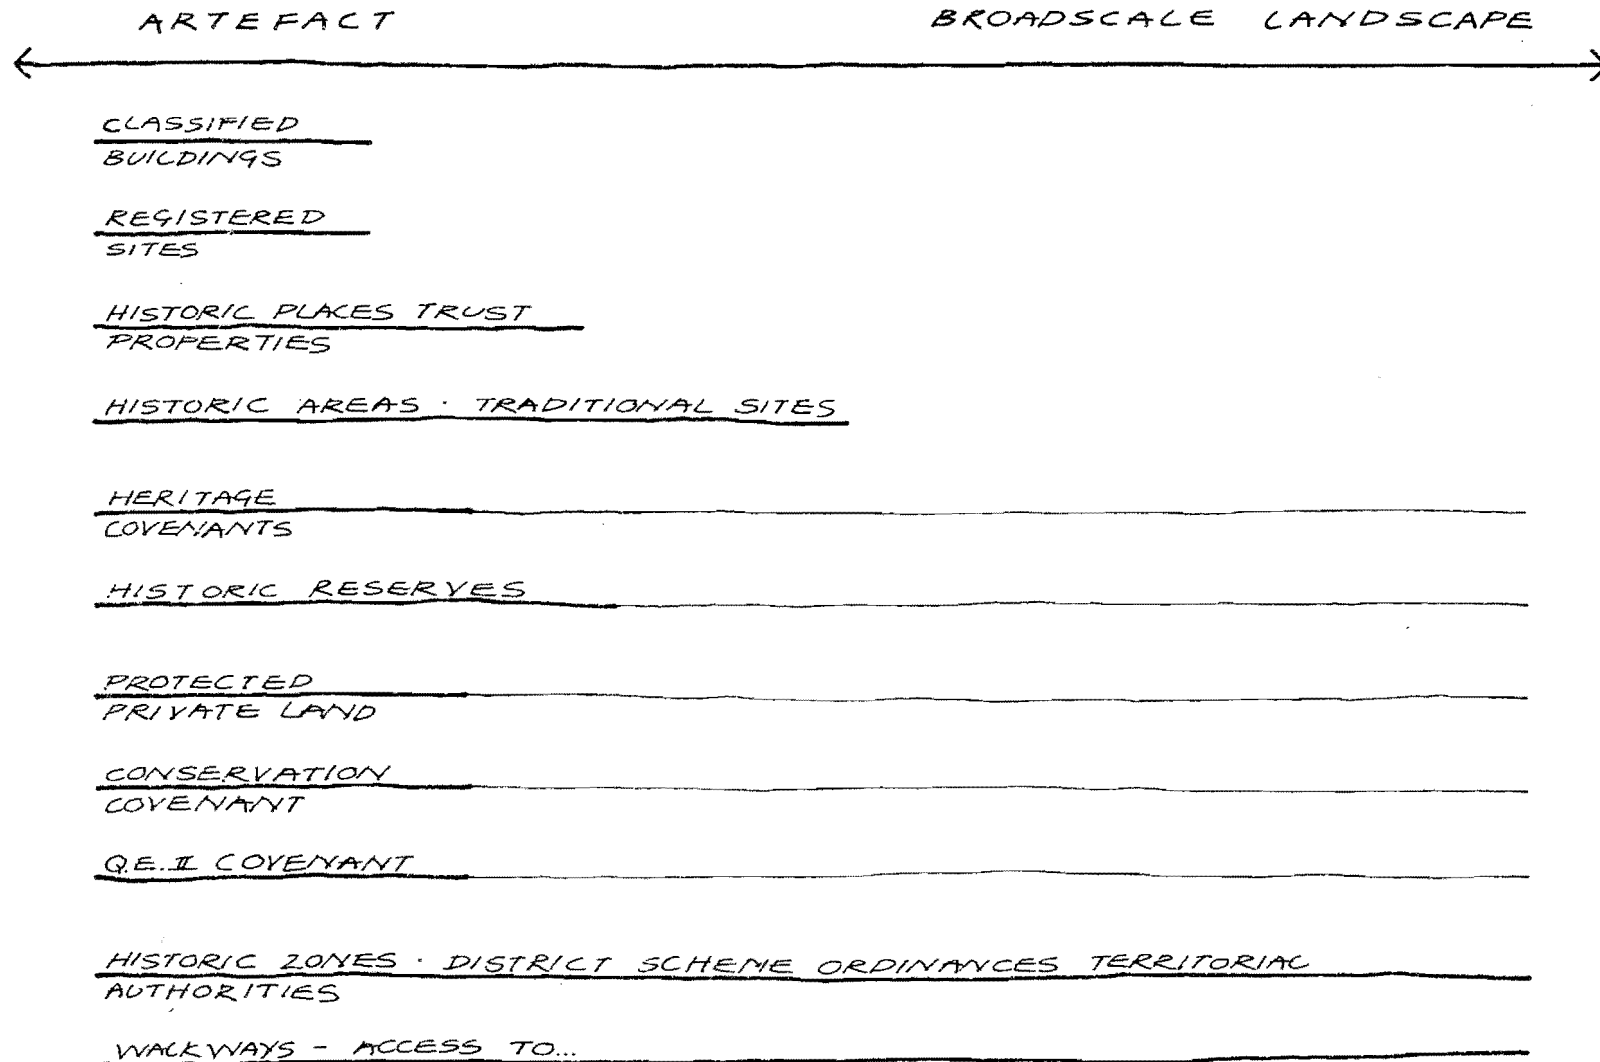 ARTEFACT BROADSCALE LANDSCAPE
CLASSIFIED
BUILDINGS
REGISTERED
SITES
HISTORIC PLACES TRUST
PROPERTIES
HISTORIC AREAS · TRADITIONAL SITES
HERITAGE
COVENANTS
HISTORIC RESERVES
PROTECTED
PRIVATE LAND
CONSERVATION
COVENANT
Q.E. II COVENANT
HISTORIC ZONES · DISTRICT SCHEME ORDINANCES TERRITORIAL
AUTHORITIES
WALKWAYS - ACCESS TO...